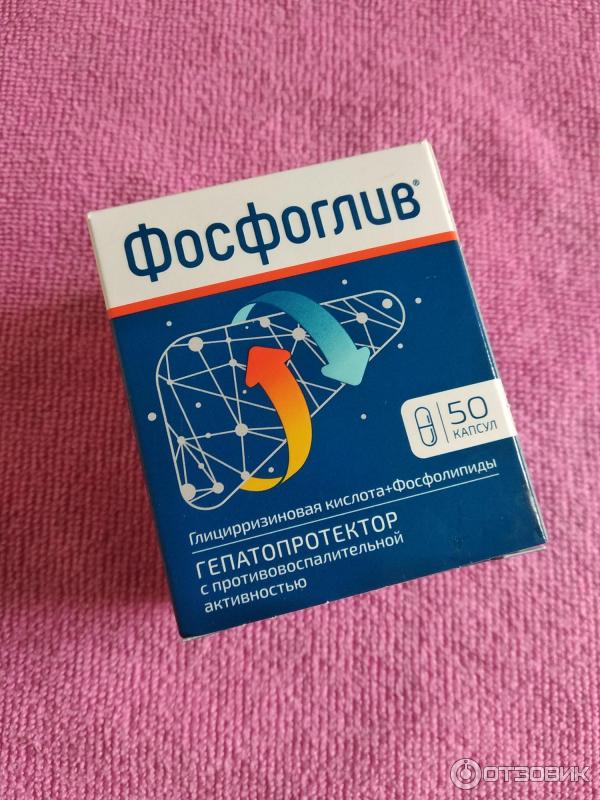 Фосфоглив®
50
КАПСУЛ
Глицирризиновая кислота+Фосфолипиды
ГЕПАТОПРОТЕКТОР
с противовоспалительной
активностью
ОТЗОВИК